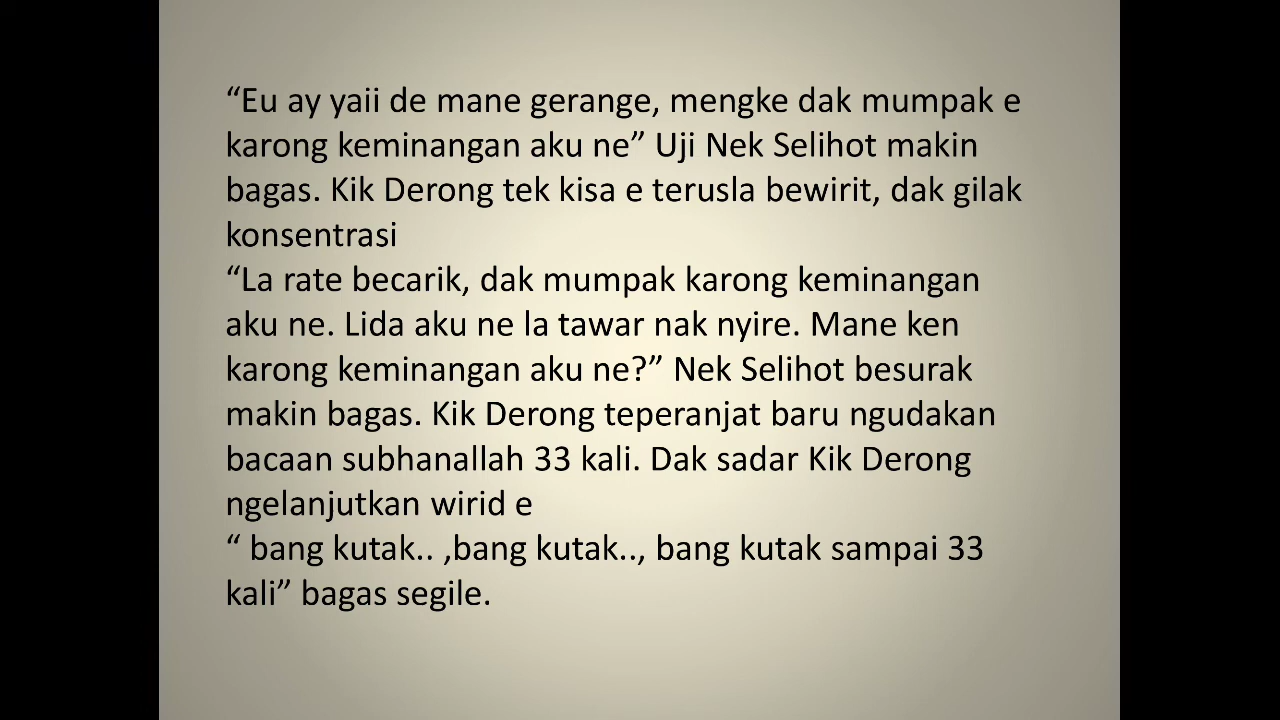 “Eu ay yaii de mane gerange, mengke dak mumpak e
karong keminangan aku ne” Uji Nek Selihot makin
bagas. Kik Derong tek kisa e terusla bewirit, dak gilak
konsentrasi
“La rate becarik, dak mumpak karong keminangan
aku ne. Lida aku ne la tawar nak nyire. Mane ken
karong keminangan aku ne?” Nek Selihot besurak
makin bagas. Kik Derong teperanjat baru ngudakan
bacaan subhanallah 33 kali. Dak sadar Kik Derong
ngelanjutkan wirid e
“ bang kutak.. ,bang kutak.., bang kutak sampai 33
kali” bagas segile.